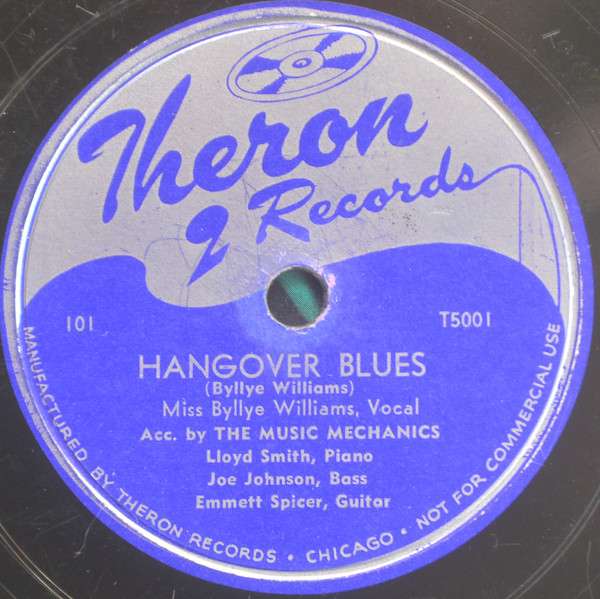 Theron
2 Records
101
T5001
HANGOVER BLUES
(Byllye Williams)
Miss Byllye Williams, Vocal
Acc. by THE MUSIC MECHANICS
Lloyd Smith, Piano
Joe Johnson, Bass
Emmett Spicer, Guitar
MANUFACTURED BY THERON RECORDS • CHICAGO • NOT FOR COMMERCIAL USE